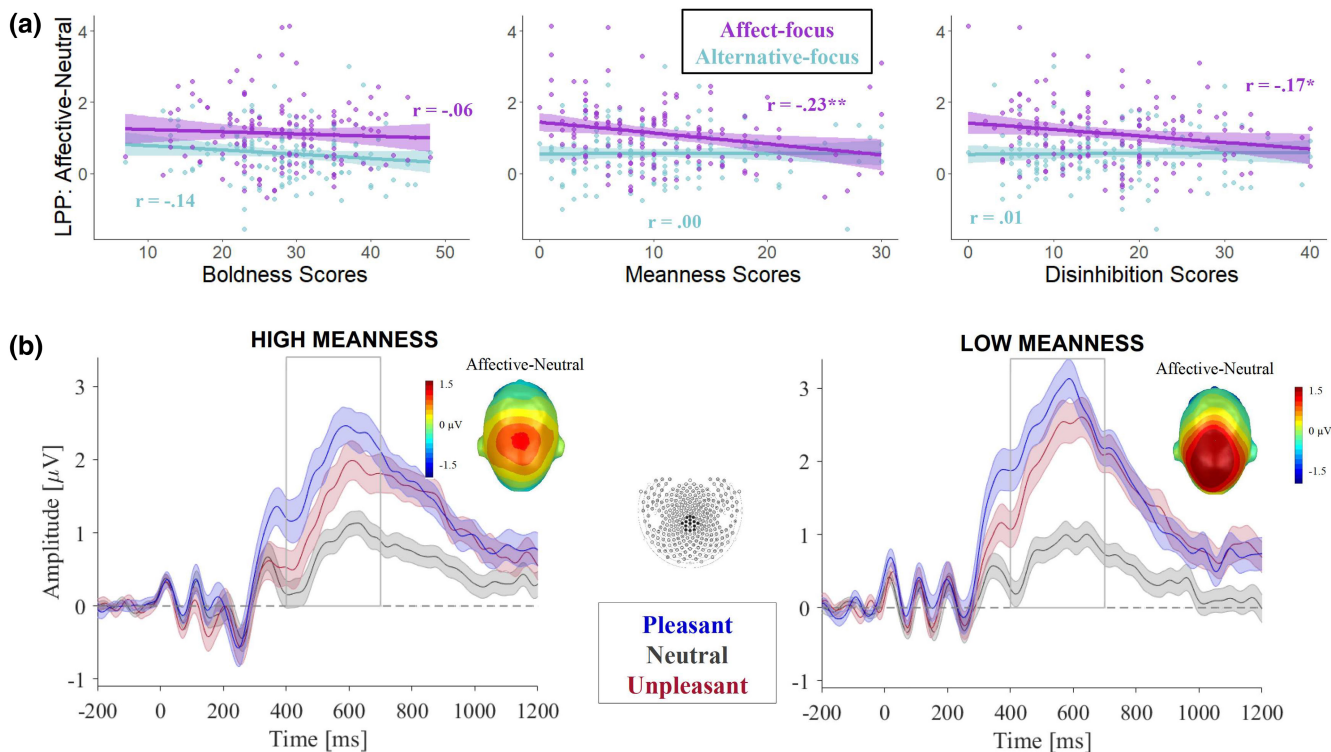 (a)
LPP: Affective-Neutral
4
2
0
Affect-focus
Alternative-focus
r = -.06
r = -.14
10 20 30 40 50
Boldness Scores
r = -.23**
r = .00
0 10 20 30
Meanness Scores
r = -.17*
r = .01
0 10 20 30 40
Disinhibition Scores
(b)
HIGH MEANNESS
Affective-Neutral
1.5
0 µV
-1.5
Amplitude [µV]
3
2
1
0
-1
-200 0 200 400 600 800 1000 1200
Time [ms]
Pleasant
Neutral
Unpleasant
LOW MEANNESS
Affective-Neutral
1.5
0 µV
-1.5
3
2
1
0
-1
-200 0 200 400 600 800 1000 1200
Time [ms]